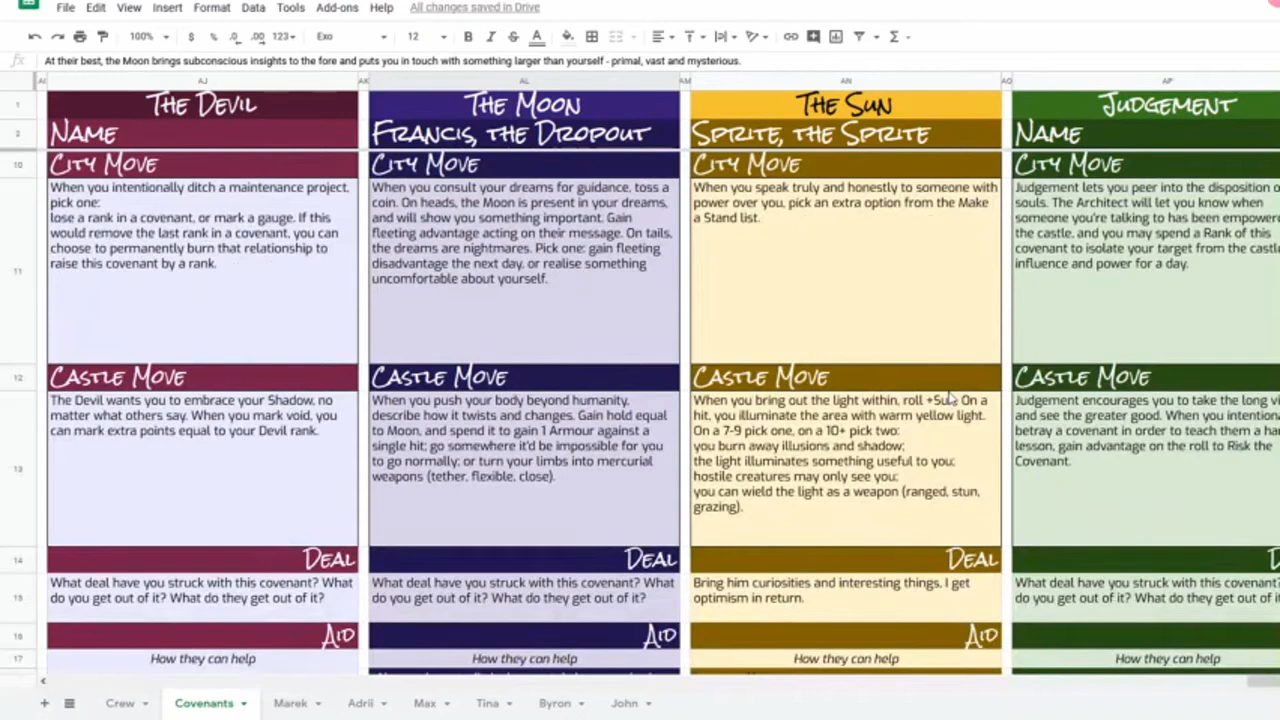 File Edit View Insert Format Data Tools Add-ons Help All changes saved in Drive
100% $ % .0 .00 123 Exo 12 B I S A
fx At their best, the Moon brings subconscious insights to the fore and puts you in touch with something larger than yourself - primal, vast and mysterious.
AJ AK AL AM AN AO AP
1 The Devil The Moon The Sun Judgement
2 Name Francis, the Dropout Sprite, the Sprite Name
10 City Move City Move City Move City Move
11
When you intentionally ditch a maintenance project,
pick one:
lose a rank in a covenant, or mark a gauge. If this
would remove the last rank in a covenant, you can
choose to permanently burn that relationship to
raise this covenant by a rank.
When you consult your dreams for guidance, toss a
coin. On heads, the Moon is present in your dreams,
and will show you something important. Gain
fleeting advantage acting on their message. On tails,
the dreams are nightmares. Pick one: gain fleeting
disadvantage the next day, or realise something
uncomfortable about yourself.
When you speak truly and honestly to someone with
power over you, pick an extra option from the Make
a Stand list.
Judgement lets you peer into the disposition o
souls. The Architect will let you know when
someone you're talking to has been empower
the castle, and you may spend a Rank of this
covenant to isolate your target from the castl
influence and power for a day.
12 Castle Move Castle Move Castle Move Castle Move
13
The Devil wants you to embrace your Shadow, no
matter what others say. When you mark void, you
can mark extra points equal to your Devil rank.
When you push your body beyond humanity,
describe how it twists and changes. Gain hold equal
to Moon, and spend it to gain 1 Armour against a
single hit; go somewhere it'd be impossible for you
to go normally; or turn your limbs into mercurial
weapons (tether, flexible, close).
When you bring out the light within, roll +Sun. On a
hit, you illuminate the area with warm yellow light.
On a 7-9 pick one, on a 10+ pick two:
you burn away illusions and shadow;
the light illuminates something useful to you;
hostile creatures may only see you;
you can wield the light as a weapon (ranged, stun,
grazing).
Judgement encourages you to take the long vi
and see the greater good. When you intention
betray a covenant in order to teach them a ha
lesson, gain advantage on the roll to Risk the
Covenant.
14 Deal Deal Deal D
15
What deal have you struck with this covenant? What
do you get out of it? What do they get out of it?
What deal have you struck with this covenant? What
do you get out of it? What do they get out of it?
Bring him curiosities and interesting things, I get
optimism in return.
What deal have you struck with this covenant?
do you get out of it? What do they get out of it
16 Aid Aid Aid
17 How they can help How they can help How they can help How they can help
Crew Covenants Marek Adrii Max Tina Byron John